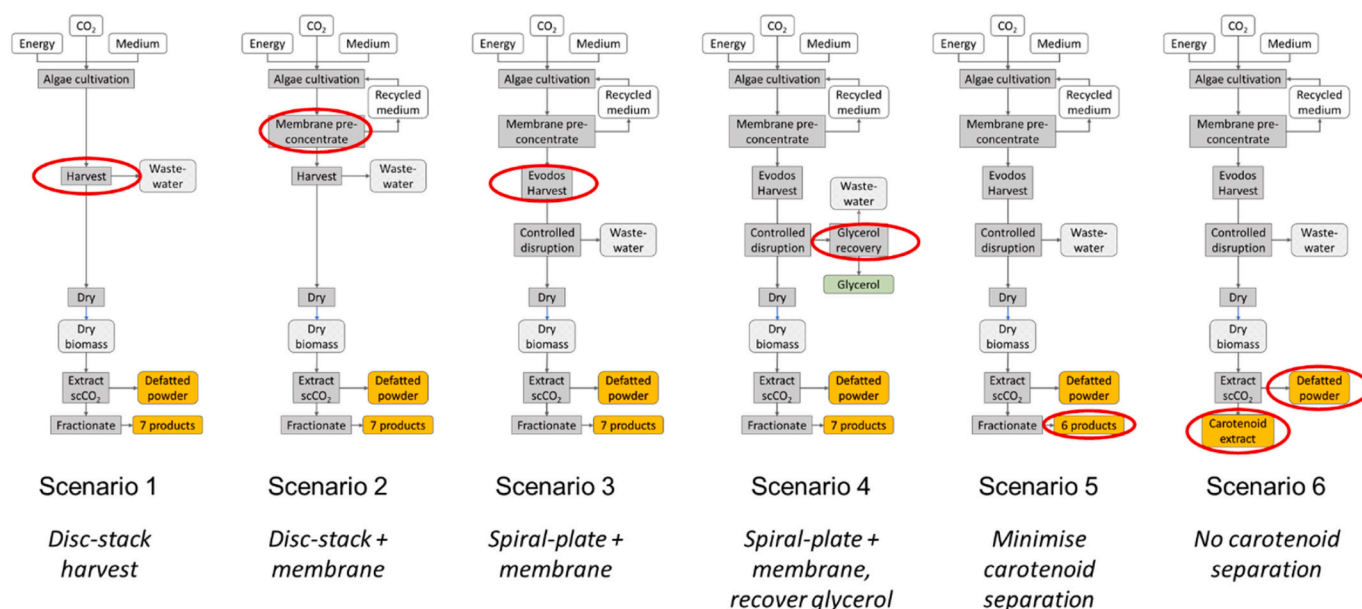 CO₂
Energy
Medium
Algae cultivation
Harvest
Waste-
water
Dry
Dry
biomass
Extract
scCO₂
Defatted
powder
Fractionate
7 products
Scenario 1
Disc-stack
harvest
CO₂
Energy
Medium
Algae cultivation
Recycled
medium
Membrane pre-
concentrate
Harvest
Waste-
water
Dry
Dry
biomass
Extract
scCO₂
Defatted
powder
Fractionate
7 products
Scenario 2
Disc-stack +
membrane
CO₂
Energy
Medium
Algae cultivation
Recycled
medium
Membrane pre-
concentrate
Evodos
Harvest
Controlled
disruption
Waste-
water
Dry
Dry
biomass
Extract
scCO₂
Defatted
powder
Fractionate
7 products
Scenario 3
Spiral-plate +
membrane
CO₂
Energy
Medium
Algae cultivation
Recycled
medium
Membrane pre-
concentrate
Evodos
Harvest
Waste-
water
Controlled
disruption
Glycerol
recovery
Glycerol
Dry
Dry
biomass
Extract
scCO₂
Defatted
powder
Fractionate
7 products
Scenario 4
Spiral-plate +
membrane,
recover glycerol
CO₂
Energy
Medium
Algae cultivation
Recycled
medium
Membrane pre-
concentrate
Evodos
Harvest
Controlled
disruption
Waste-
water
Dry
Dry
biomass
Extract
scCO₂
Defatted
powder
Fractionate
6 products
Scenario 5
Minimise
carotenoid
separation
CO₂
Energy
Medium
Algae cultivation
Recycled
medium
Membrane pre-
concentrate
Evodos
Harvest
Controlled
disruption
Waste-
water
Dry
Dry
biomass
Extract
scCO₂
Defatted
powder
Carotenoid
extract
Scenario 6
No carotenoid
separation